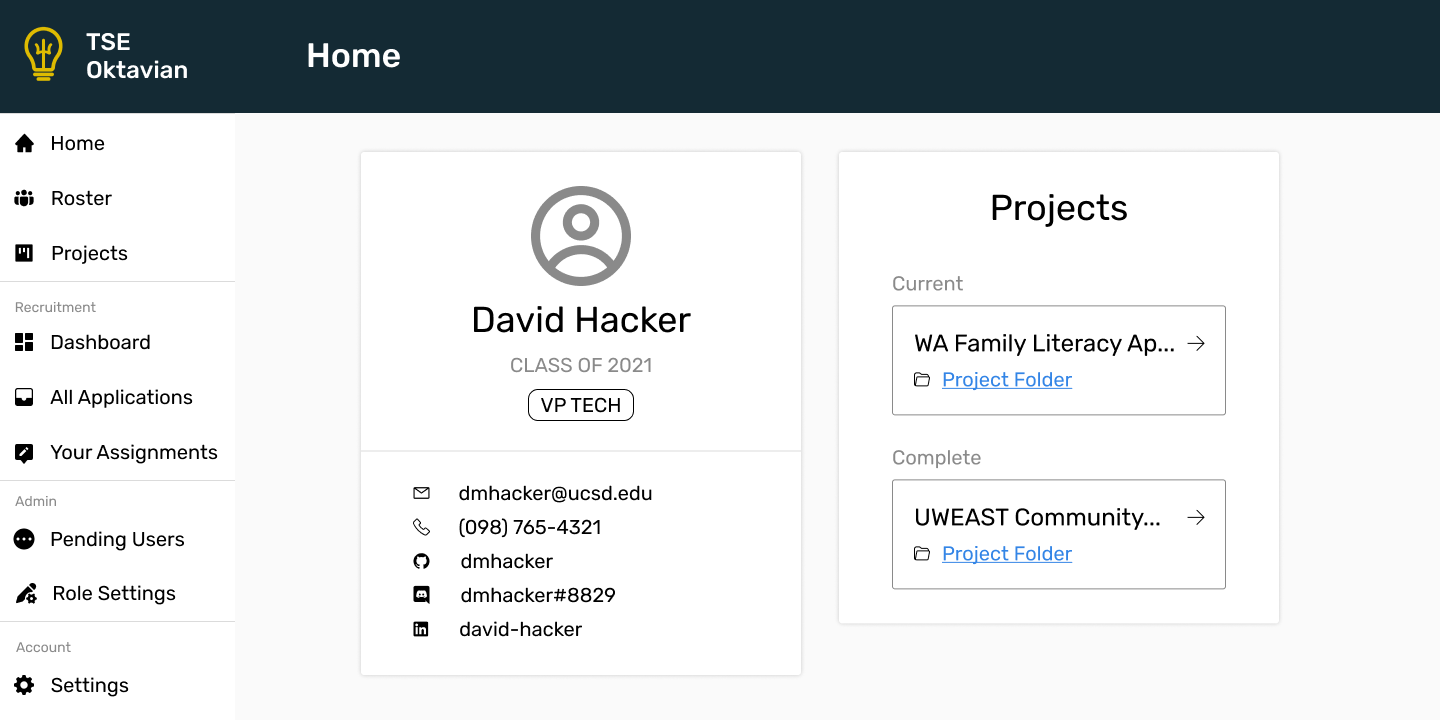 TSE
Oktavian
Home
Home
Roster
Projects
Recruitment
Dashboard
All Applications
Your Assignments
Admin
Pending Users
Role Settings
Account
Settings
David Hacker
CLASS OF 2021
VP TECH
dmhacker@ucsd.edu
(098) 765-4321
dmhacker
dmhacker#8829
david-hacker
Projects
Current
WA Family Literacy Ap...
Project Folder
Complete
UWEAST Community...
Project Folder